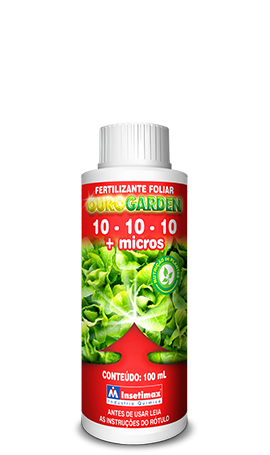 FERTILIZANTE FOLIAR
OUROGARDEN
10 - 10 - 10
+ micros
CONTEÚDO: 100 mL
Insetimax
Indústria Química
ANTES DE USAR LEIA
AS INSTRUÇÕES DO RÓTULO